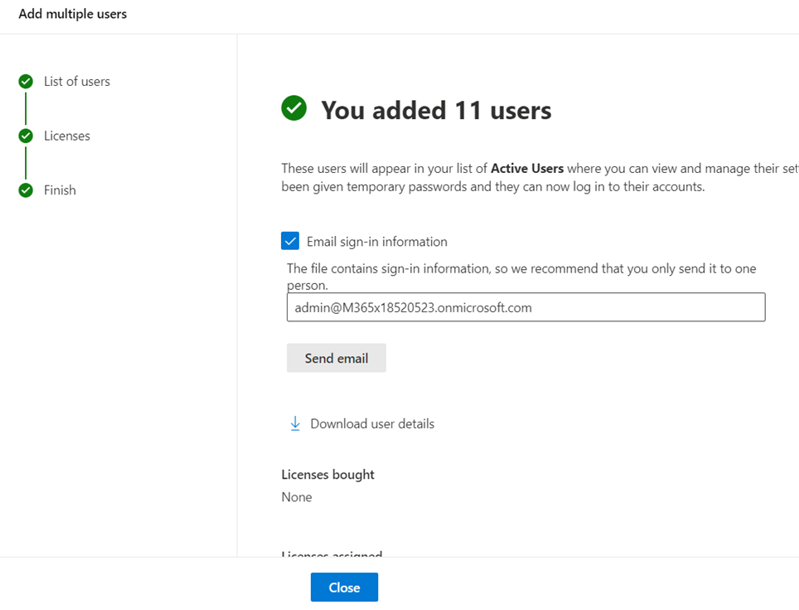 Add multiple users
List of users
Licenses
Finish
You added 11 users
These users will appear in your list of Active Users where you can view and manage their set
been given temporary passwords and they can now log in to their accounts.
Email sign-in information
The file contains sign-in information, so we recommend that you only send it to one
person.
admin@M365x18520523.onmicrosoft.com
Send email
Download user details
Licenses bought
None
Licenses assigned
Close